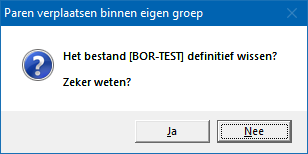 Paren verplaatsen binnen eigen groep
Het bestand [BOR-TEST] definitief wissen?
Zeker weten?
Ja
Nee